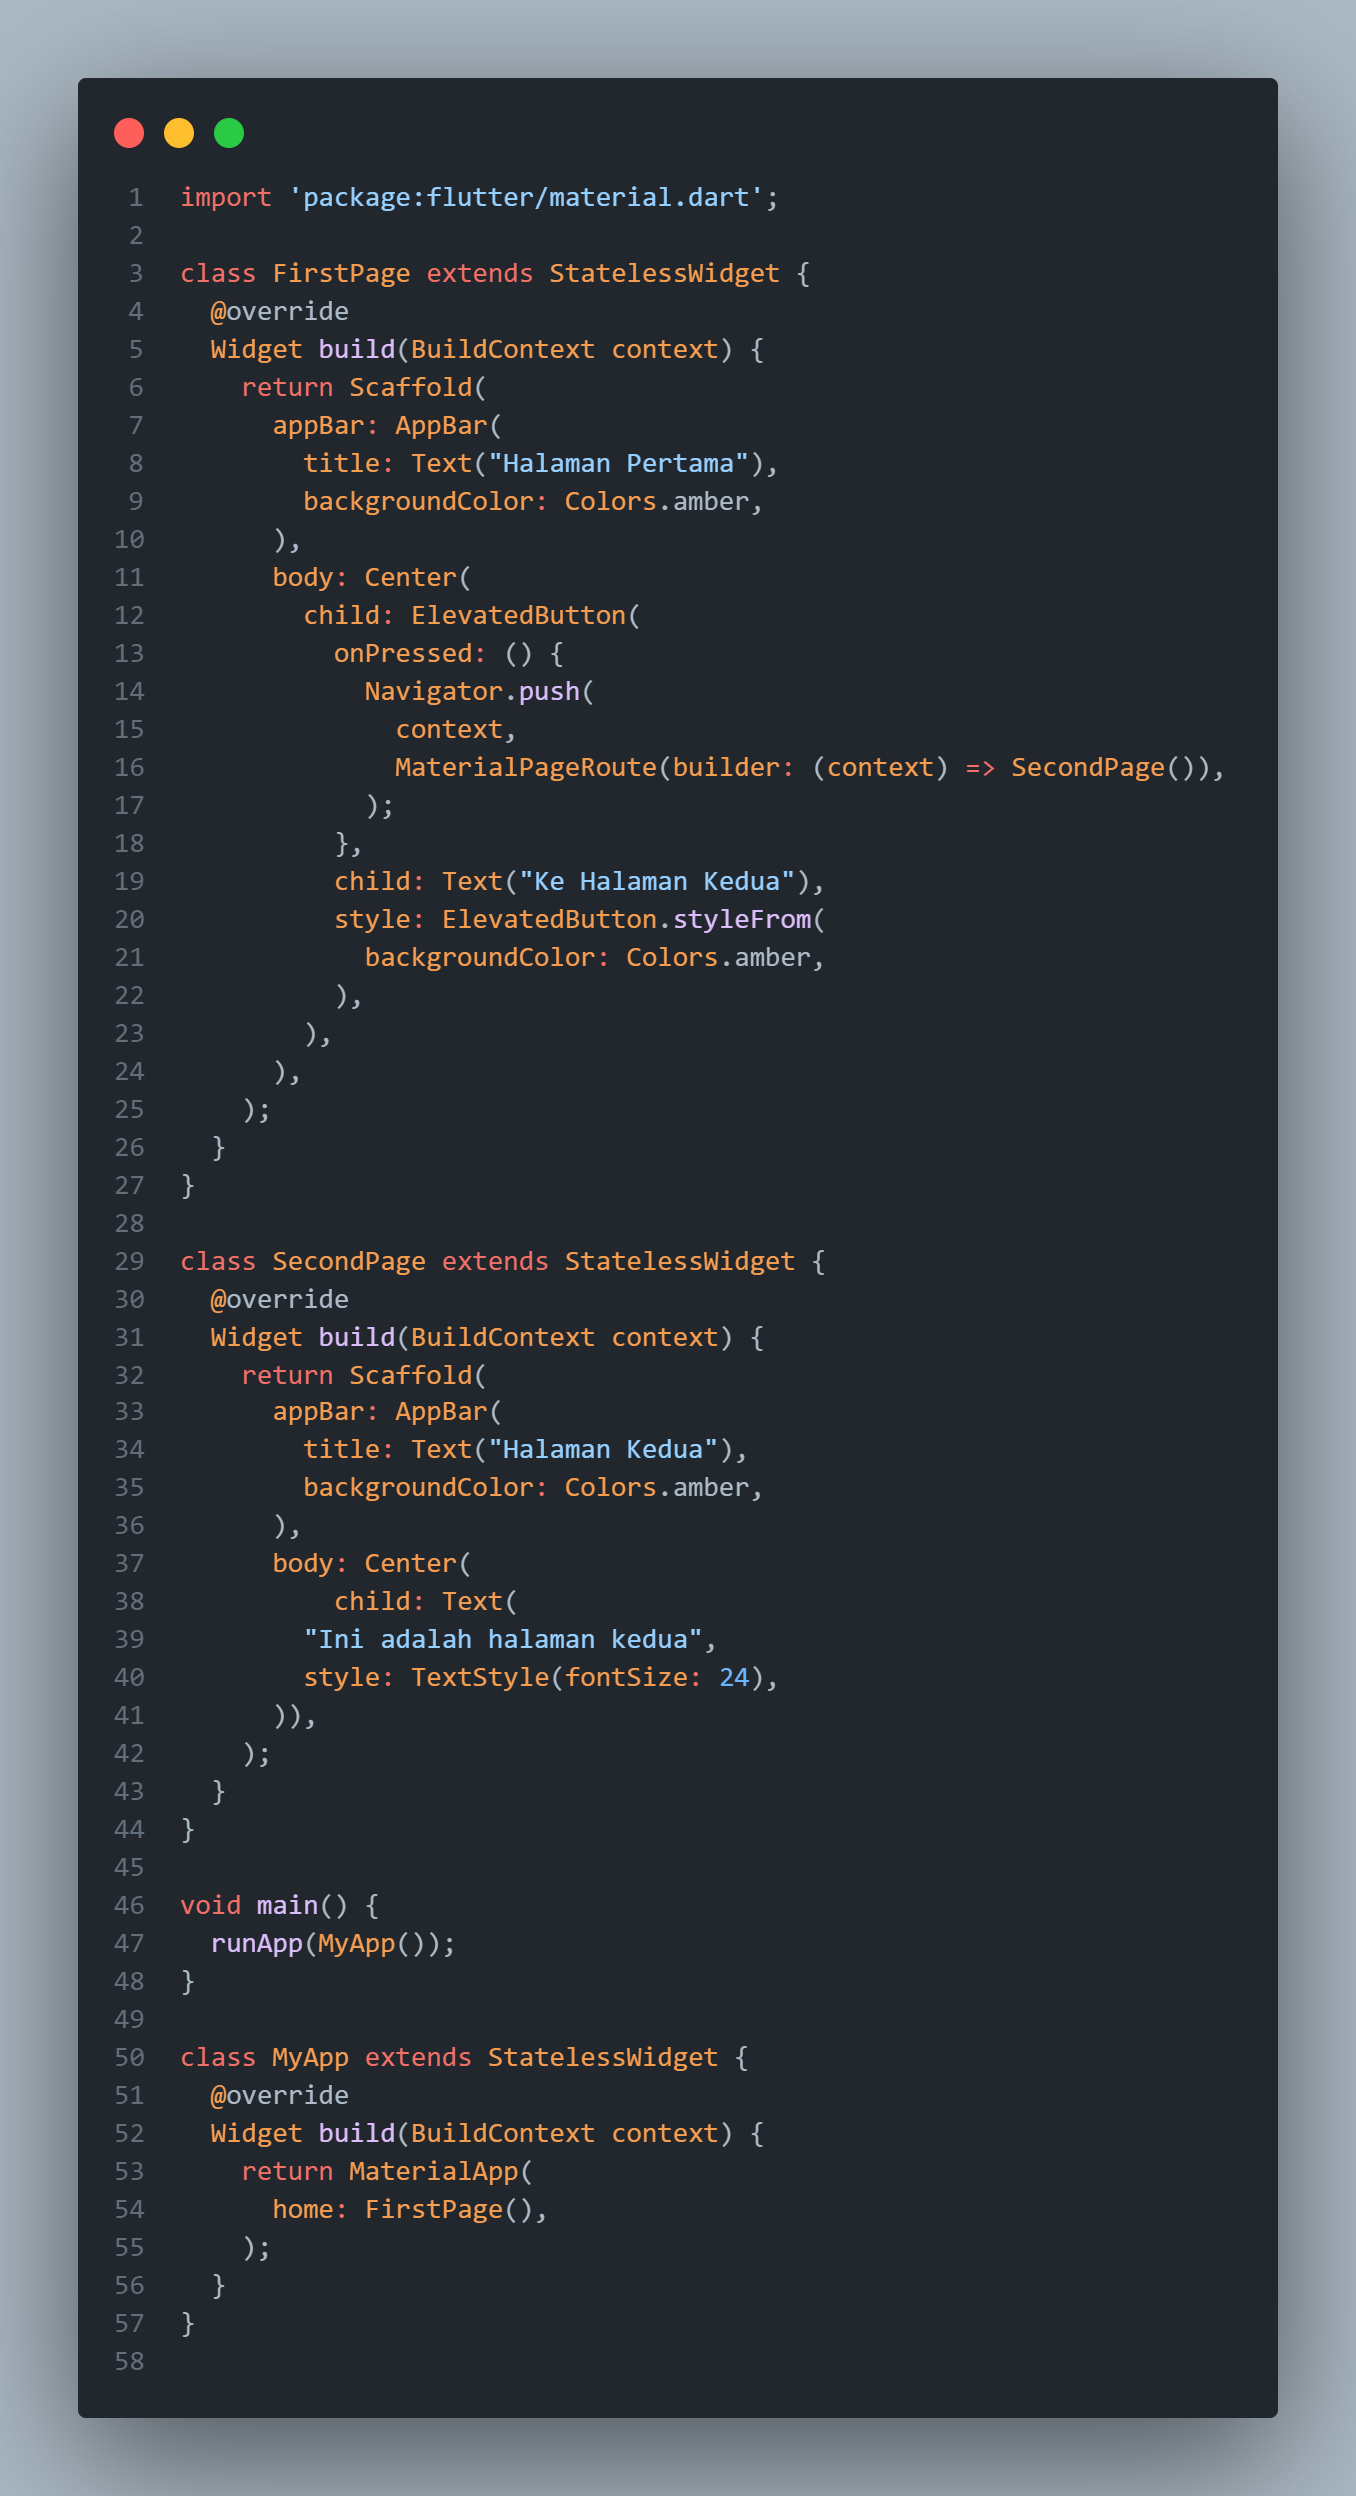 1 import 'package:flutter/material.dart';
2
3 class FirstPage extends StatelessWidget {
4   @override
5   Widget build(BuildContext context) {
6     return Scaffold(
7       appBar: AppBar(
8         title: Text("Halaman Pertama"),
9         backgroundColor: Colors.amber,
10       ),
11       body: Center(
12         child: ElevatedButton(
13           onPressed: () {
14             Navigator.push(
15               context,
16               MaterialPageRoute(builder: (context) => SecondPage()),
17             );
18           },
19           child: Text("Ke Halaman Kedua"),
20           style: ElevatedButton.styleFrom(
21             backgroundColor: Colors.amber,
22           ),
23         ),
24       ),
25     );
26   }
27 }
28
29 class SecondPage extends StatelessWidget {
30   @override
31   Widget build(BuildContext context) {
32     return Scaffold(
33       appBar: AppBar(
34         title: Text("Halaman Kedua"),
35         backgroundColor: Colors.amber,
36       ),
37       body: Center(
38           child: Text(
39         "Ini adalah halaman kedua",
40         style: TextStyle(fontSize: 24),
41       )),
42     );
43   }
44 }
45
46 void main() {
47   runApp(MyApp());
48 }
49
50 class MyApp extends StatelessWidget {
51   @override
52   Widget build(BuildContext context) {
53     return MaterialApp(
54       home: FirstPage(),
55     );
56   }
57 }
58